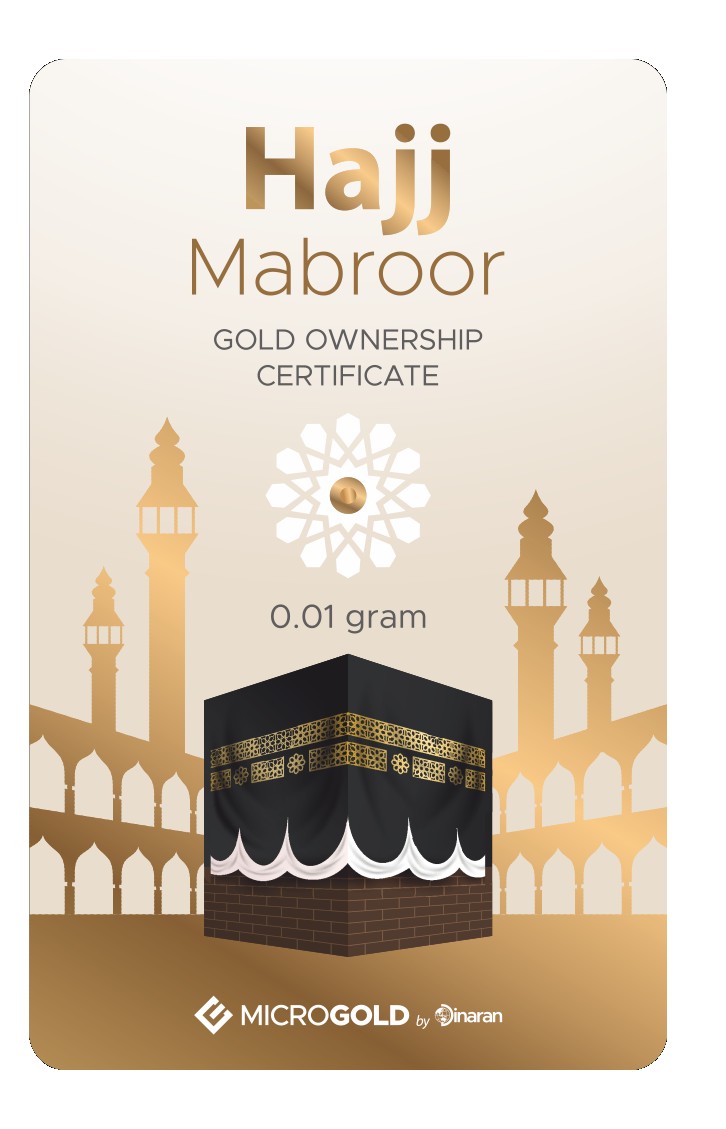 Hajj
Mabroor
GOLD OWNERSHIP
CERTIFICATE
0.01 gram
MICROGOLD by Dinaran